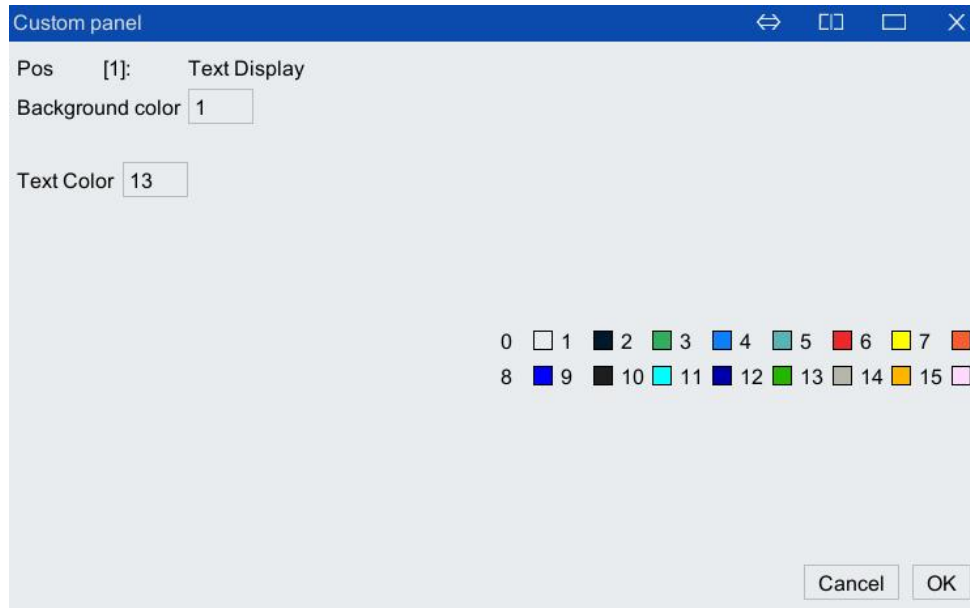 Custom panel
Pos [1]: Text Display
Background color 1
Text Color 13
0 1 2 3 4 5 6 7
8 9 10 11 12 13 14 15
Cancel OK